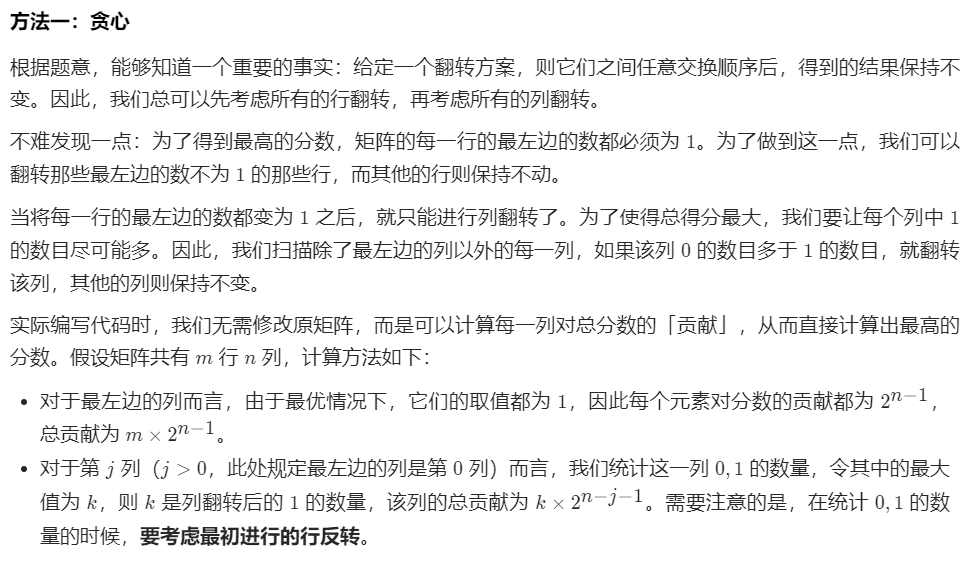 方法一：贪心
根据题意，能够知道一个重要的事实：给定一个翻转方案，则它们之间任意交换顺序后，得到的结果保持不
变。因此，我们总可以先考虑所有的行翻转，再考虑所有的列翻转。
不难发现一点：为了得到最高的分数，矩阵的每一行的最左边的数都必须为 1。为了做到这一点，我们可以
翻转那些最左边的数不为 1 的那些行，而其他的行则保持不动。
当将每一行的最左边的数都变为 1 之后，就只能进行列翻转了。为了使得总得分最大，我们要让每个列中 1
的数目尽可能多。因此，我们扫描除了最左边的列以外的每一列，如果该列 0 的数目多于 1 的数目，就翻转
该列，其他的列则保持不变。
实际编写代码时，我们无需修改原矩阵，而是可以计算每一列对总分数的「贡献」，从而直接计算出最高的
分数。假设矩阵共有 m 行 n 列，计算方法如下：
• 对于最左边的列而言，由于最优情况下，它们的取值都为 1，因此每个元素对分数的贡献都为 2^{n-1}，
总贡献为 m × 2^{n-1}。
• 对于第 j 列（j > 0，此处规定最左边的列是第 0 列）而言，我们统计这一列 0, 1 的数量，令其中的最大
值为 k，则 k 是列翻转后的 1 的数量，该列的总贡献为 k × 2^{n-j-1}。需要注意的是，在统计 0, 1 的数
量的时候，要考虑最初进行的行反转。